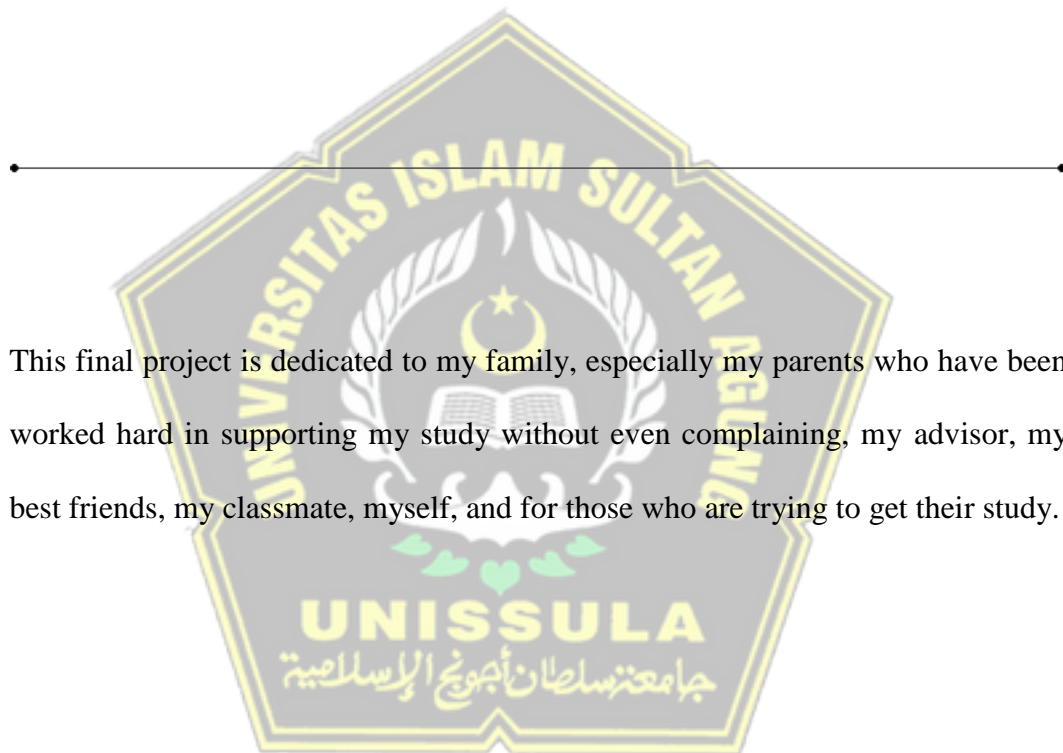 UNIVERSITAS ISLAM SULTAN AGUNG
This final project is dedicated to my family, especially my parents who have been
worked hard in supporting my study without even complaining, my advisor, my
best friends, my classmate, myself, and for those who are trying to get their study.
UNISSULA
جامعة سلطان أجونج الإسلامية